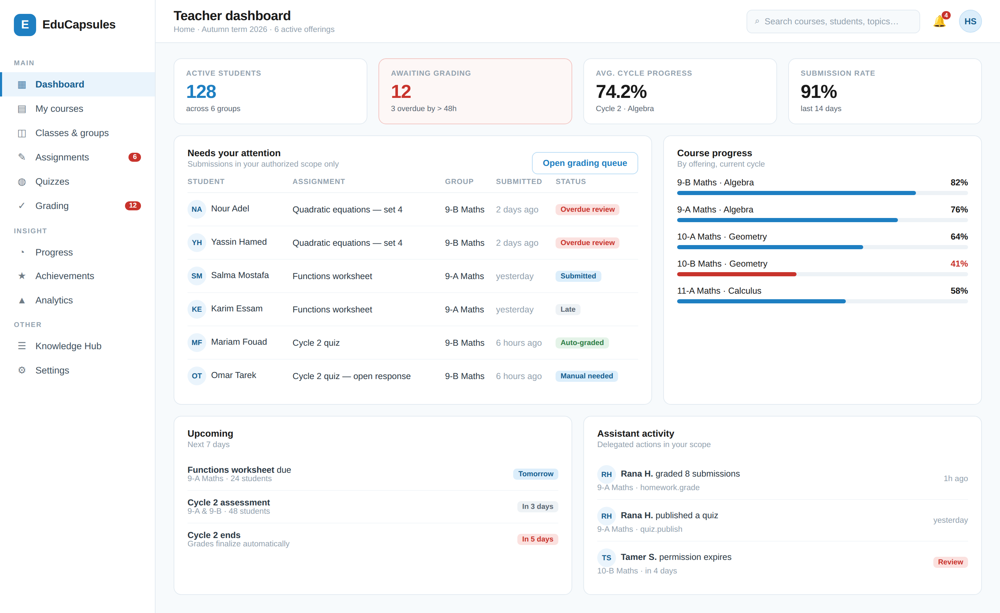 E EduCapsules
MAIN
Dashboard
My courses
Classes & groups
Assignments 6
Quizzes
Grading 12
INSIGHT
Progress
Achievements
Analytics
OTHER
Knowledge Hub
Settings
Teacher dashboard
Home · Autumn term 2026 · 6 active offerings
Search courses, students, topics…
4
HS
ACTIVE STUDENTS
128
across 6 groups
AWAITING GRADING
12
3 overdue by > 48h
AVG. CYCLE PROGRESS
74.2%
Cycle 2 · Algebra
SUBMISSION RATE
91%
last 14 days
Needs your attention
Submissions in your authorized scope only
Open grading queue
STUDENT ASSIGNMENT GROUP SUBMITTED STATUS
NA Nour Adel Quadratic equations — set 4 9-B Maths 2 days ago Overdue review
YH Yassin Hamed Quadratic equations — set 4 9-B Maths 2 days ago Overdue review
SM Salma Mostafa Functions worksheet 9-A Maths yesterday Submitted
KE Karim Essam Functions worksheet 9-A Maths yesterday Late
MF Mariam Fouad Cycle 2 quiz 9-B Maths 6 hours ago Auto-graded
OT Omar Tarek Cycle 2 quiz — open response 9-B Maths 6 hours ago Manual needed
Course progress
By offering, current cycle
9-B Maths · Algebra 82%
9-A Maths · Algebra 76%
10-A Maths · Geometry 64%
10-B Maths · Geometry 41%
11-A Maths · Calculus 58%
Upcoming
Next 7 days
Functions worksheet due
9-A Maths · 24 students
Tomorrow
Cycle 2 assessment
9-A & 9-B · 48 students
In 3 days
Cycle 2 ends
Grades finalize automatically
In 5 days
Assistant activity
Delegated actions in your scope
RH Rana H. graded 8 submissions
9-A Maths · homework.grade
1h ago
RH Rana H. published a quiz
9-A Maths · quiz.publish
yesterday
TS Tamer S. permission expires
10-B Maths · in 4 days
Review